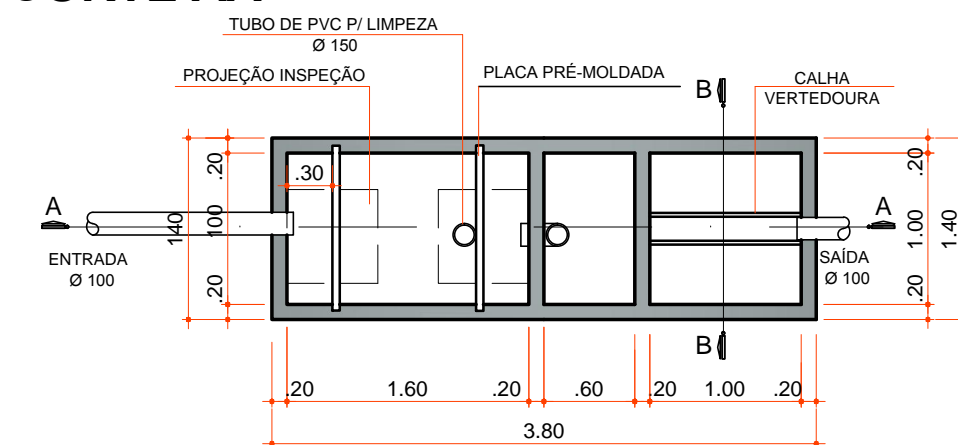 TUBO DE PVC P/ LIMPEZA
Ø 150
PROJEÇÃO INSPEÇÃO
PLACA PRÉ-MOLDADA
CALHA
VERTEDOURA
B
.20
.30
.20
A
140
100
1.00
1.40
A
ENTRADA
Ø 100
SAÍDA
Ø 100
.20
.20
B
.20 1.60 .20 .60 .20 1.00 .20
3.80